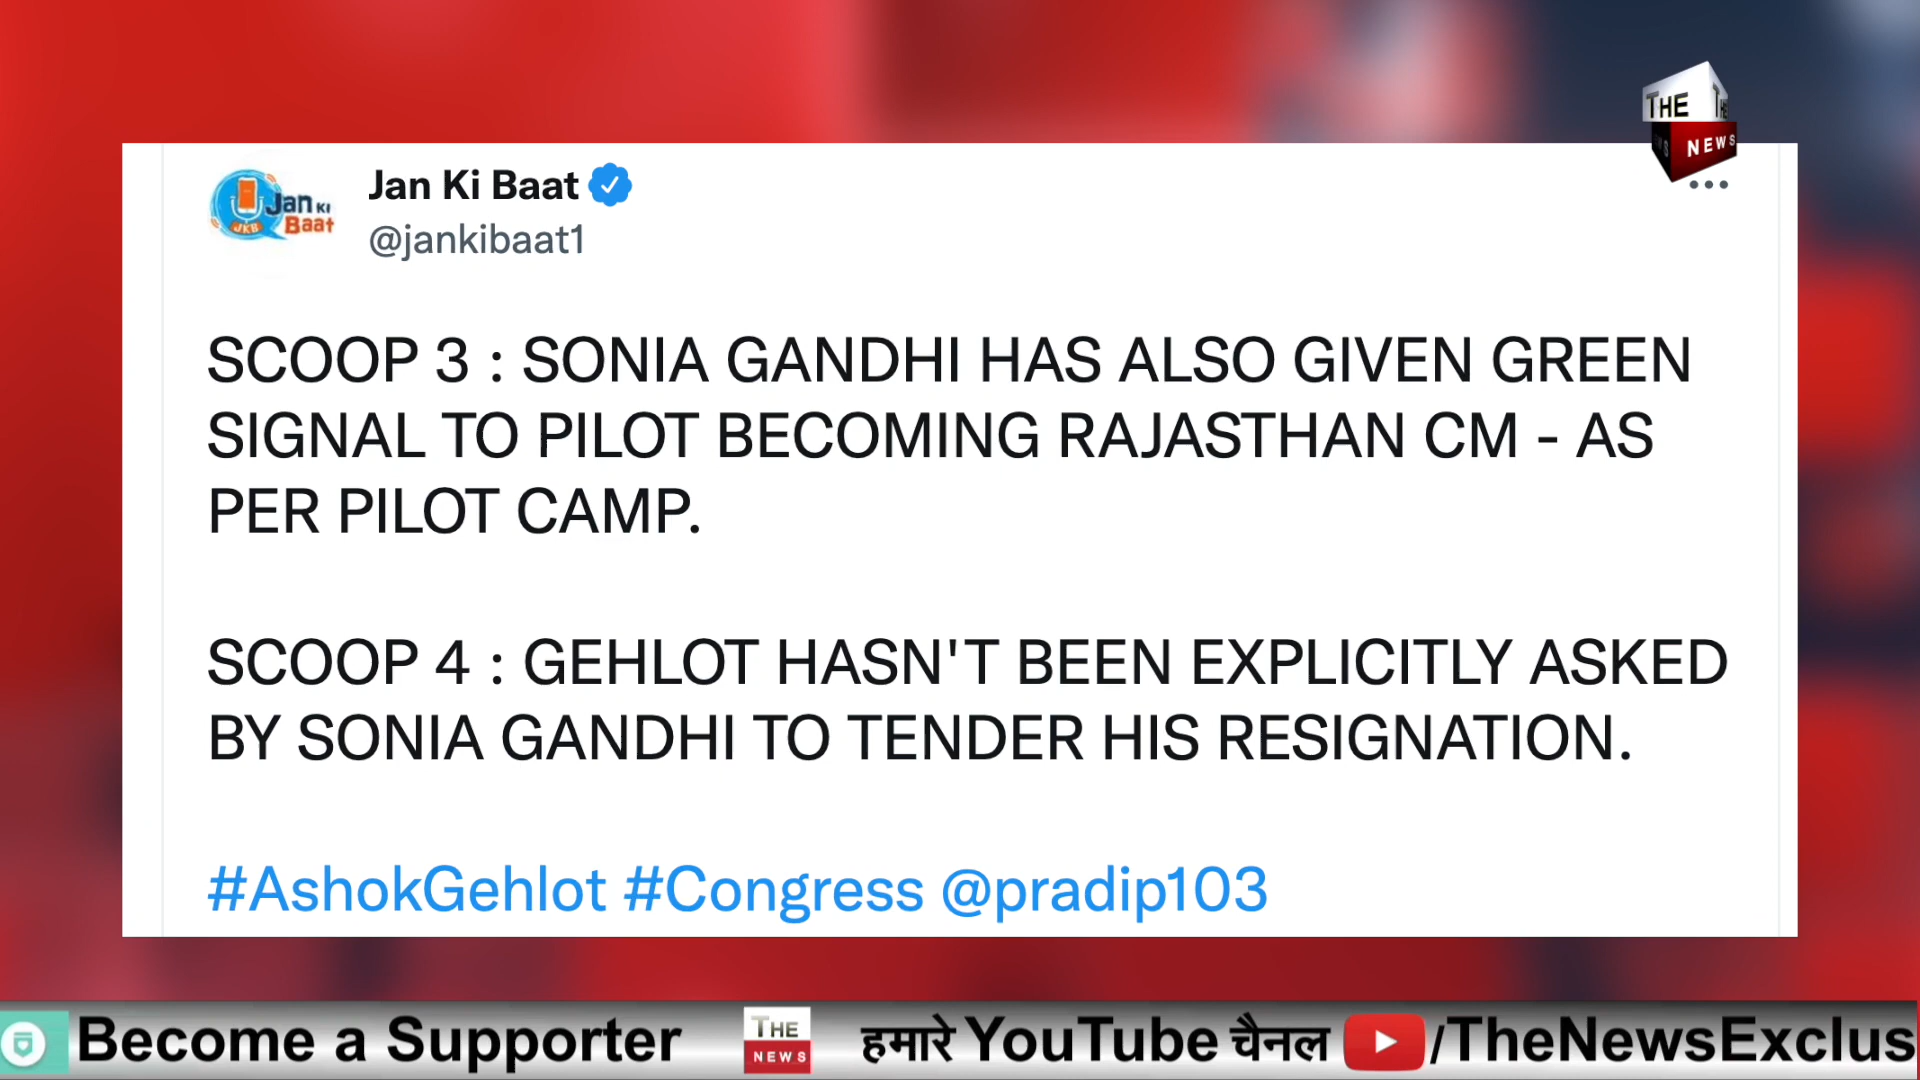 THE
NEWS
Jan Ki Baat
@jankibaat1
Jan KI
Baat
JKB
SCOOP 3 : SONIA GANDHI HAS ALSO GIVEN GREEN
SIGNAL TO PILOT BECOMING RAJASTHAN CM - AS
PER PILOT CAMP.
SCOOP 4 : GEHLOT HASN'T BEEN EXPLICITLY ASKED
BY SONIA GANDHI TO TENDER HIS RESIGNATION.
#AshokGehlot #Congress @pradip103
Become a Supporter THE NEWS हमारे YouTube चैनल /TheNewsExclus